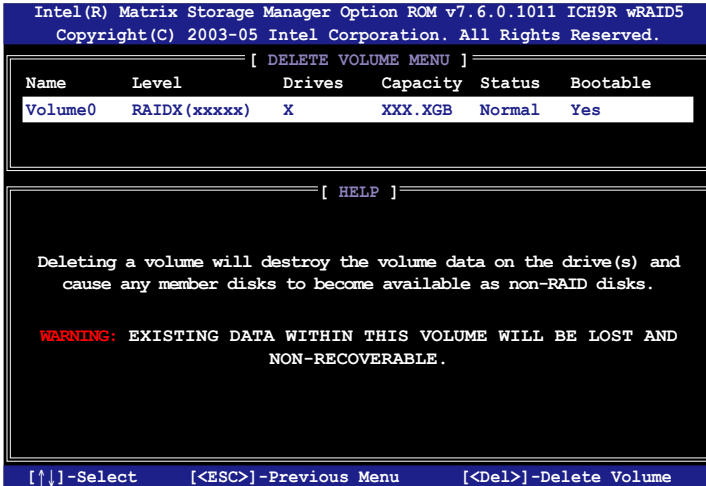 Intel(R) Matrix Storage Manager Option ROM v7.6.0.1011 ICH9R wRAID5
Copyright(C) 2003-05 Intel Corporation. All Rights Reserved.
[ DELETE VOLUME MENU ]
Name Level Drives Capacity Status Bootable
Volume0 RAIDX(xxxxx) X XXX.XGB Normal Yes
[ HELP ]
Deleting a volume will destroy the volume data on the drive(s) and
cause any member disks to become available as non-RAID disks.
WARNING: EXISTING DATA WITHIN THIS VOLUME WILL BE LOST AND
NON-RECOVERABLE.
[↑↓]-Select [<ESC>]-Previous Menu [<Del>]-Delete Volume